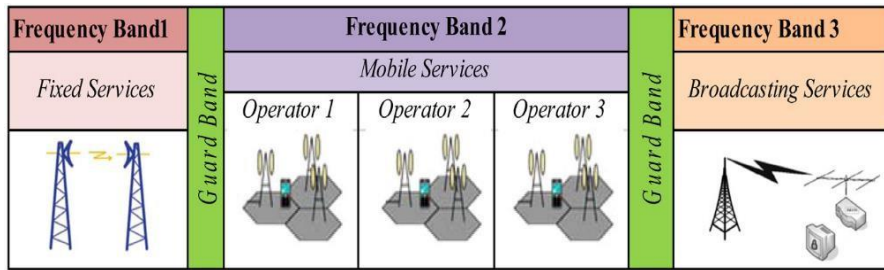 Frequency Band1
Fixed Services
Guard Band
Frequency Band 2
Mobile Services
Operator 1
Operator 2
Operator 3
Guard Band
Frequency Band 3
Broadcasting Services